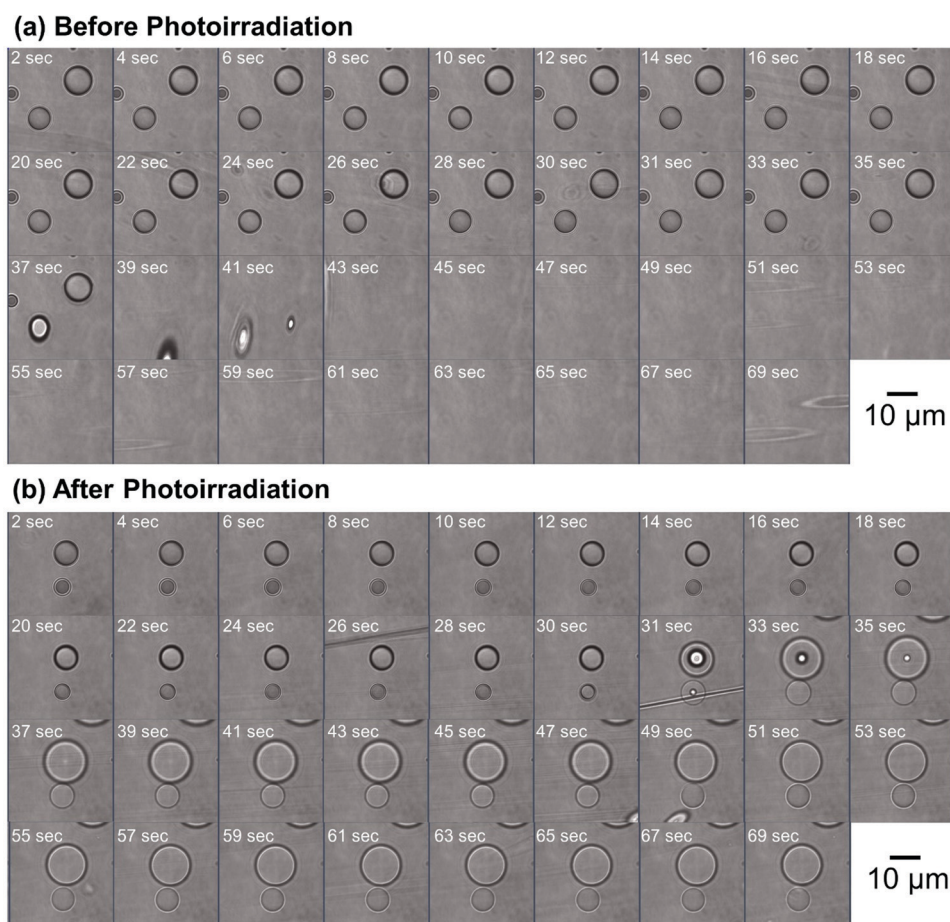 (a) Before Photoirradiation
2 sec 4 sec 6 sec 8 sec 10 sec 12 sec 14 sec 16 sec 18 sec
20 sec 22 sec 24 sec 26 sec 28 sec 30 sec 31 sec 33 sec 35 sec
37 sec 39 sec 41 sec 43 sec 45 sec 47 sec 49 sec 51 sec 53 sec
55 sec 57 sec 59 sec 61 sec 63 sec 65 sec 67 sec 69 sec
10 μm
(b) After Photoirradiation
2 sec 4 sec 6 sec 8 sec 10 sec 12 sec 14 sec 16 sec 18 sec
20 sec 22 sec 24 sec 26 sec 28 sec 30 sec 31 sec 33 sec 35 sec
37 sec 39 sec 41 sec 43 sec 45 sec 47 sec 49 sec 51 sec 53 sec
55 sec 57 sec 59 sec 61 sec 63 sec 65 sec 67 sec 69 sec
10 μm